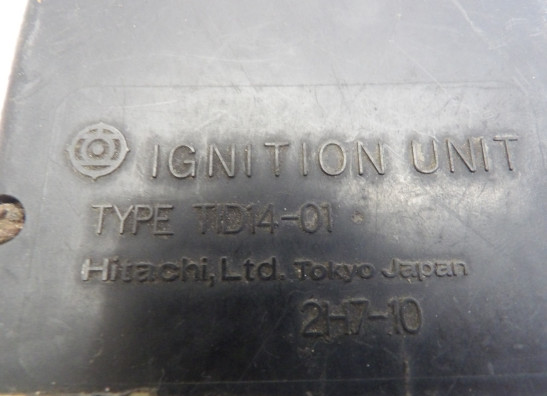 IGNITION UNIT
TYPE TID14-01
Hitachi, Ltd. Tokyo Japan
2H7-10